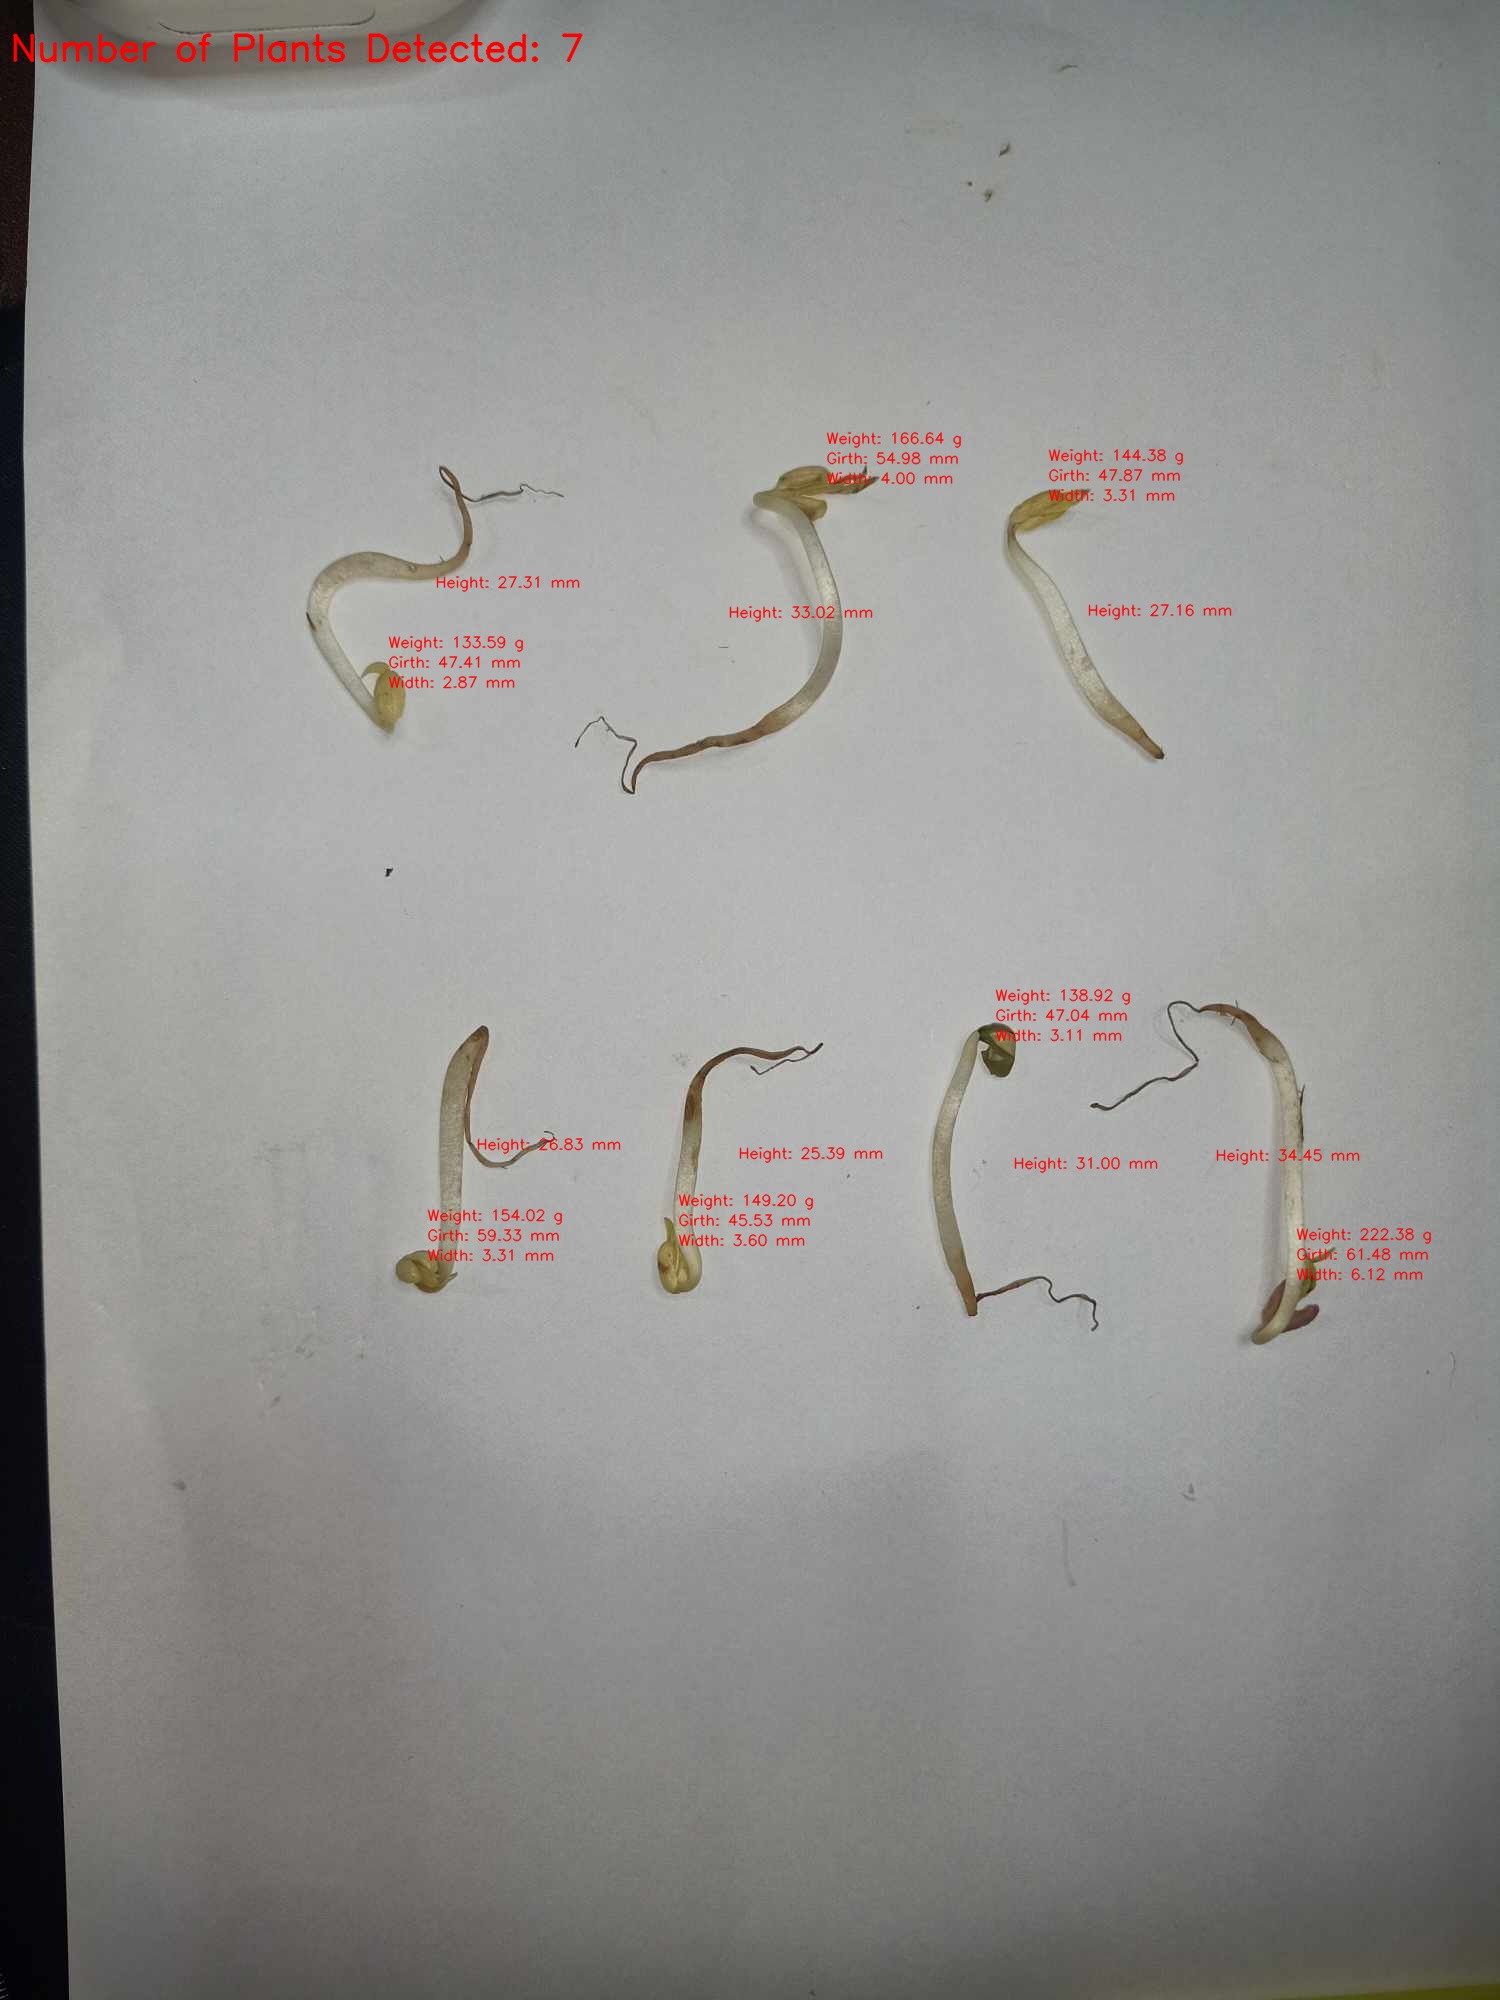 Number of Plants Detected: 7
Weight: 166.64 g
Girth: 54.98 mm
Width: 4.00 mm
Weight: 144.38 g
Girth: 47.87 mm
Width: 3.31 mm
Height: 27.31 mm
Height: 33.02 mm
Height: 27.16 mm
Weight: 133.59 g
Girth: 47.41 mm
Width: 2.87 mm
Weight: 138.92 g
Girth: 47.04 mm
Width: 3.11 mm
Height: 26.83 mm
Height: 25.39 mm
Height: 31.00 mm
Height: 34.45 mm
Weight: 154.02 g
Girth: 59.33 mm
Width: 3.31 mm
Weight: 149.20 g
Girth: 45.53 mm
Width: 3.60 mm
Weight: 222.38 g
Girth: 61.48 mm
Width: 6.12 mm